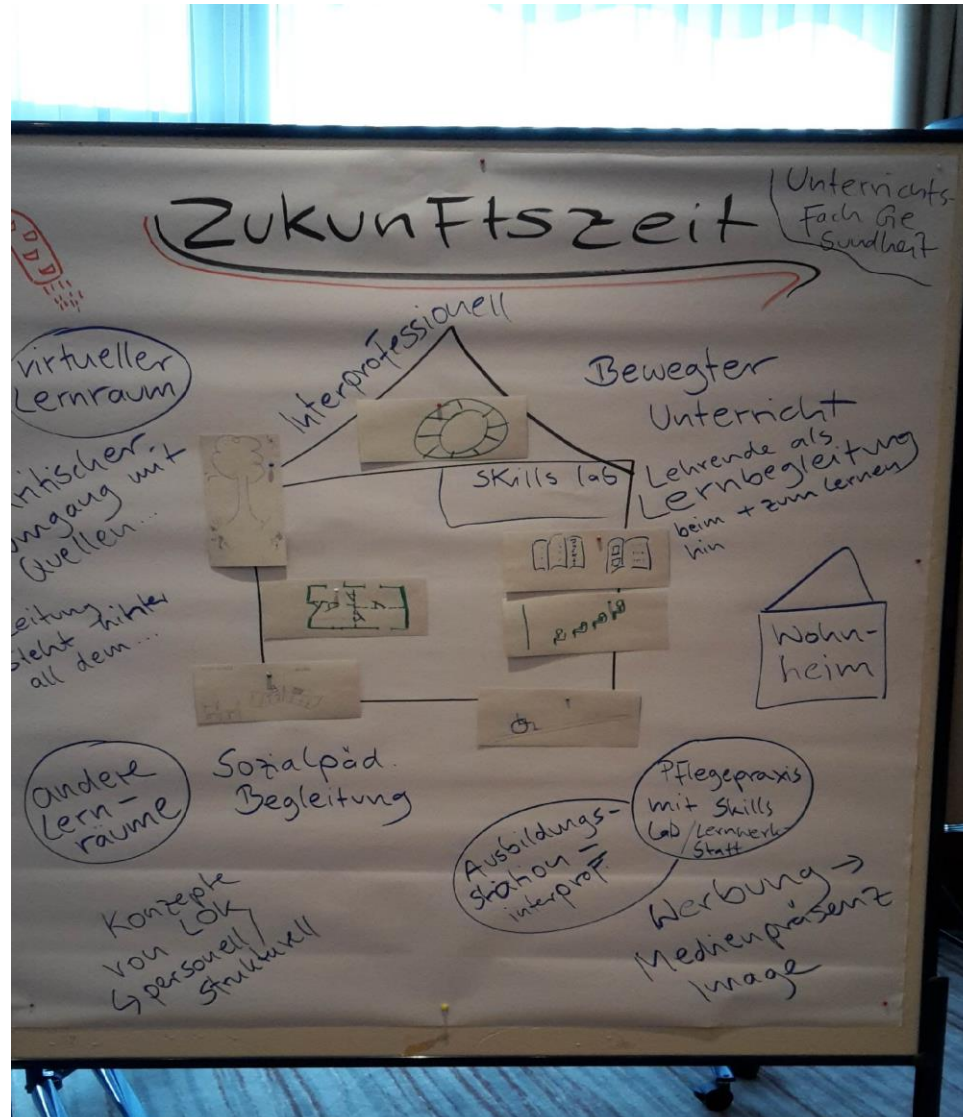 Zukunftszeit
Unterrichts-
Fach Ge
sundheit
Interprofessionell
virtueller
Lernraum
Kritischer
Umgang mit
Quellen...
Leitung
steht hinter
all dem...
Skills lab
Bewegter
Unterricht
Lehrende als
Lernbegleitung
beim + zum Lernen
hin
Wohn-
heim
andere
Lern-
räume
Sozialpäd.
Begleitung
Konzepte
von LOK
↳ personell/
strukturell
Ausbildungs-
station =
interprof.
Pflegepraxis
mit Skills
Lab/Lernwerk-
statt
Werbung →
Medienpräsenz
Image